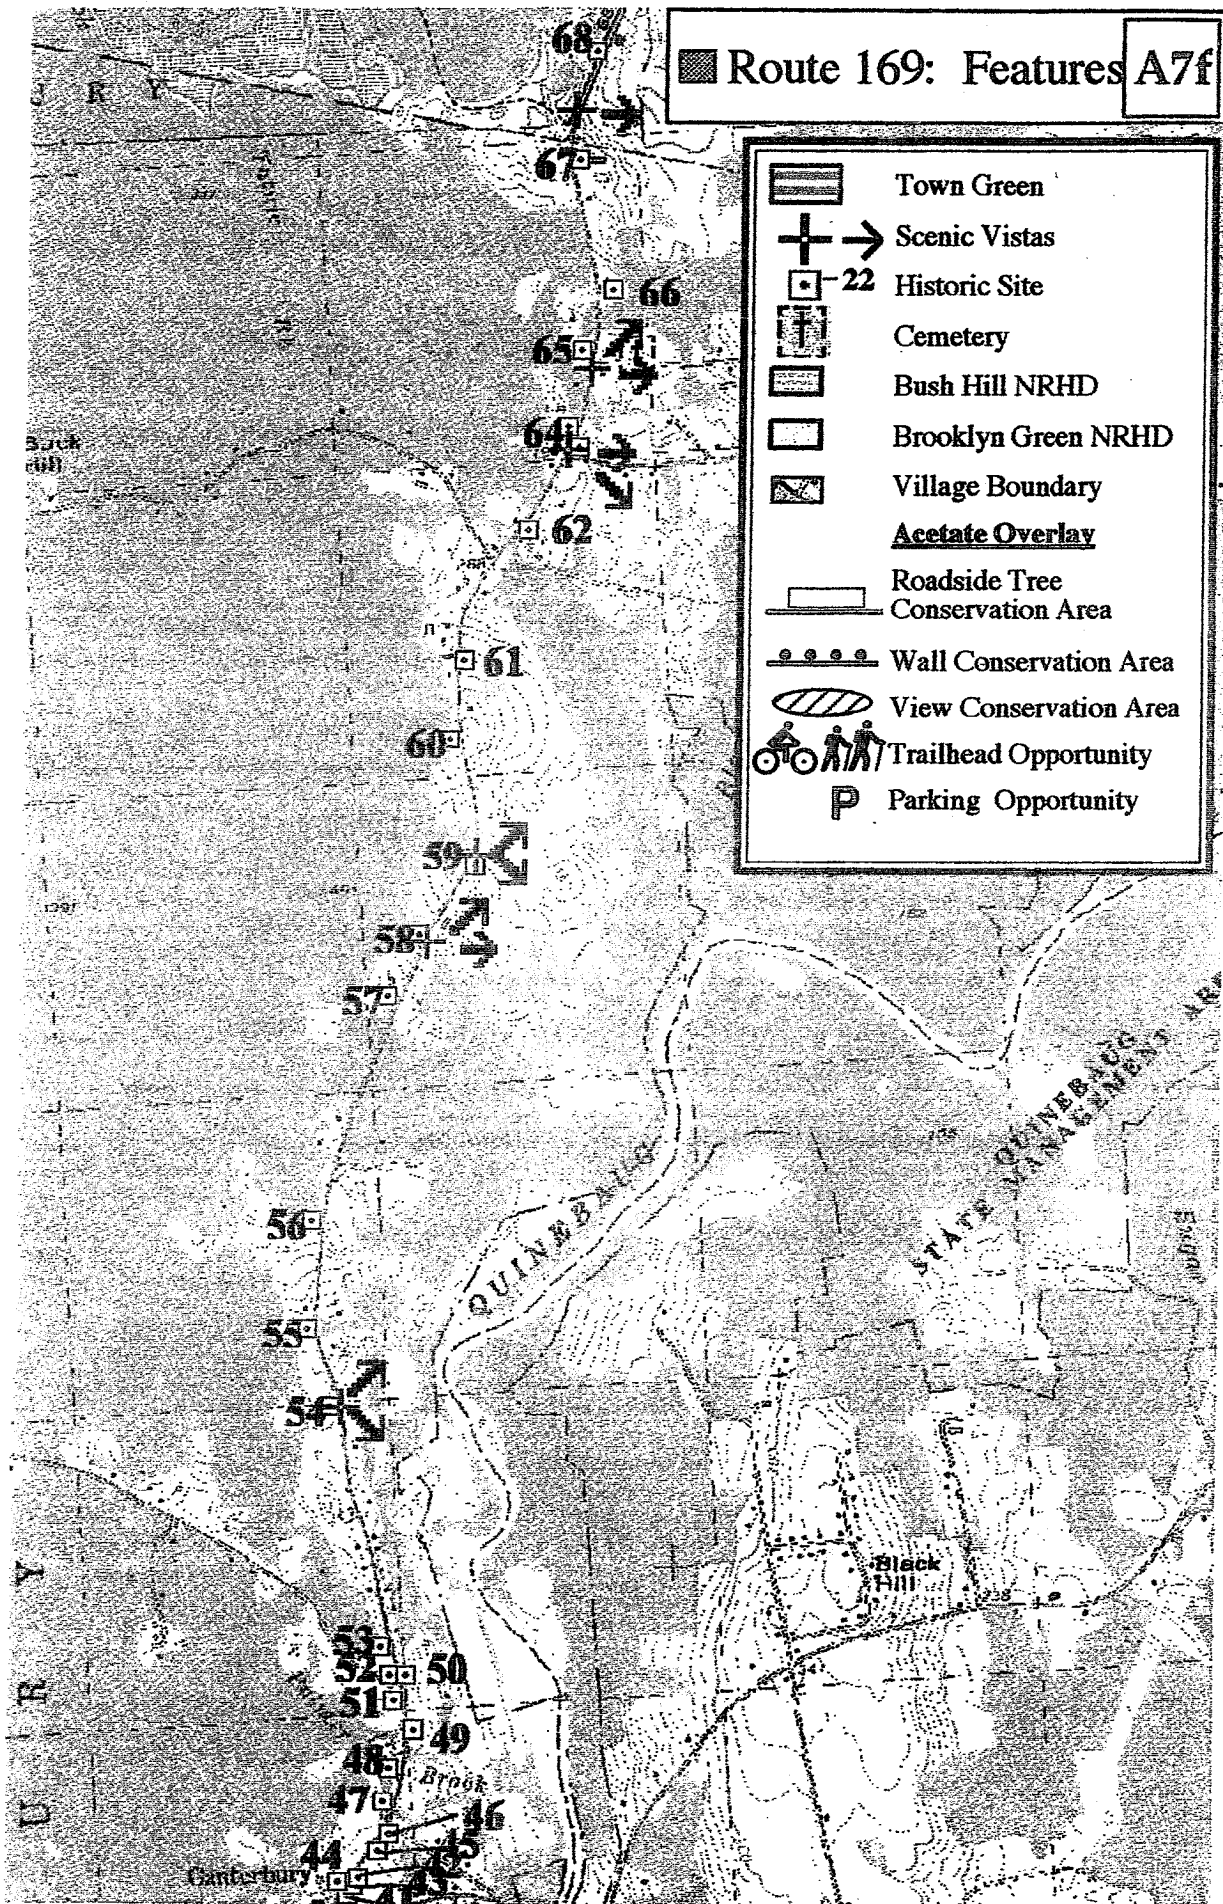 Route 169: Features A7f
Town Green
Scenic Vistas
22 Historic Site
Cemetery
Bush Hill NRHD
Brooklyn Green NRHD
Village Boundary
Acetate Overlay
Roadside Tree
Conservation Area
Wall Conservation Area
View Conservation Area
Trailhead Opportunity
P Parking Opportunity
68
U R Y
67
66
65
64
62
61
60
59
58
57
QUINEBAUG
STATE MANAGEMENT
QUINEBAUG
56
55
54
Black
Hill
53
52
50
51
49
48
Brook
47
46
45
44
43
Canterbury
41
U R Y